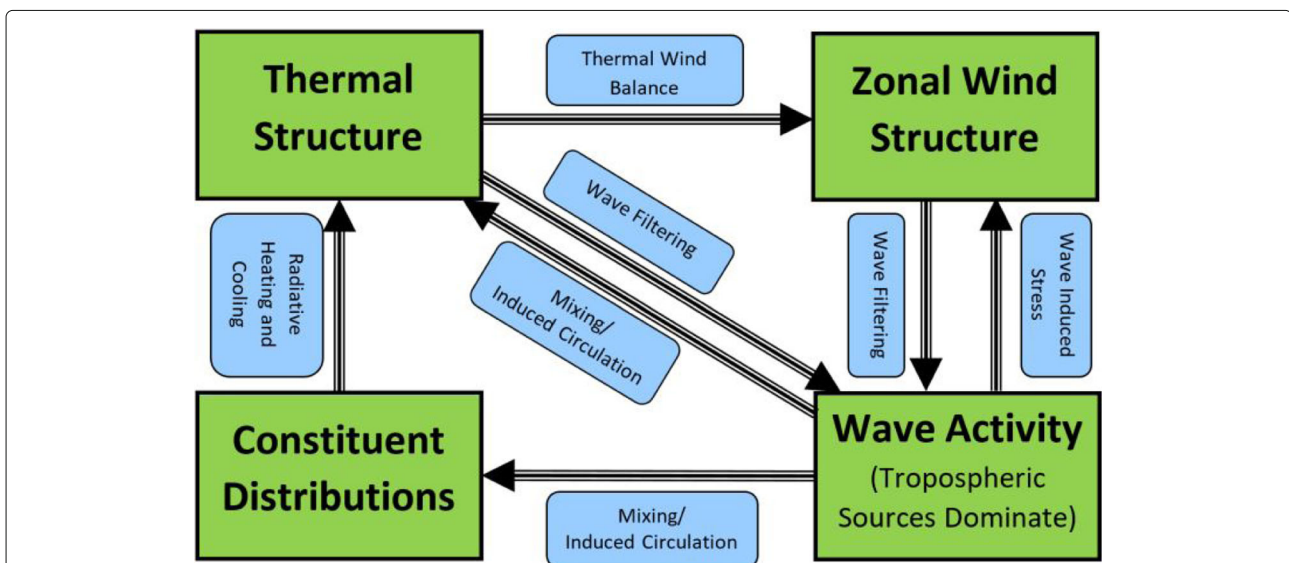 Thermal
Structure
Thermal Wind
Balance
Zonal Wind
Structure
Wave Filtering
Mixing/
Induced Circulation
Radiative
Heating and
Cooling
Wave Filtering
Wave Induced
Stress
Constituent
Distributions
Mixing/
Induced Circulation
Wave Activity
(Tropospheric
Sources Dominate)